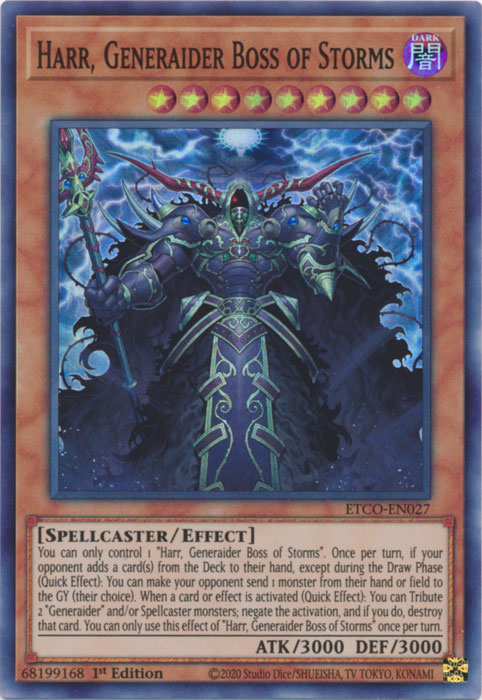 Harr, Generaider Boss of Storms
DARK
闇
ETCO-EN027
[Spellcaster/Effect]
You can only control 1 "Harr, Generaider Boss of Storms". Once per turn, if your
opponent adds a card(s) from the Deck to their hand, except during the Draw Phase
(Quick Effect): You can make your opponent send 1 monster from their hand or field to
the GY (their choice). When a card or effect is activated (Quick Effect): You can Tribute
2 "Generaider" and/or Spellcaster monsters; negate the activation, and if you do, destroy
that card. You can only use this effect of "Harr, Generaider Boss of Storms" once per turn.
ATK/3000 DEF/3000
68199168 1st Edition ©2020 Studio Dice/SHUEISHA, TV TOKYO, KONAMI